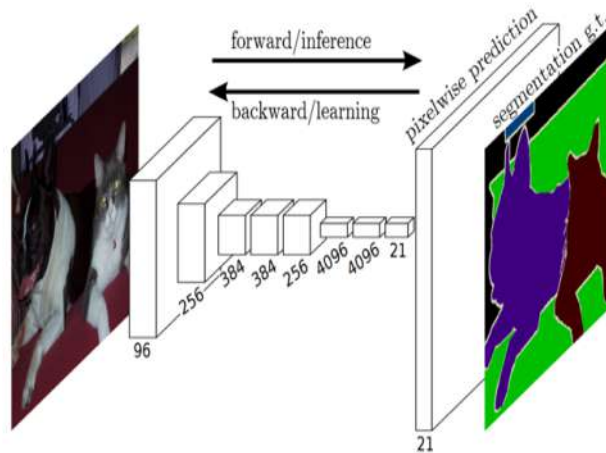 forward/inference
backward/learning
pixelwise prediction
segmentation g.t.
96
256
384
384
256
4096
4096
21
21